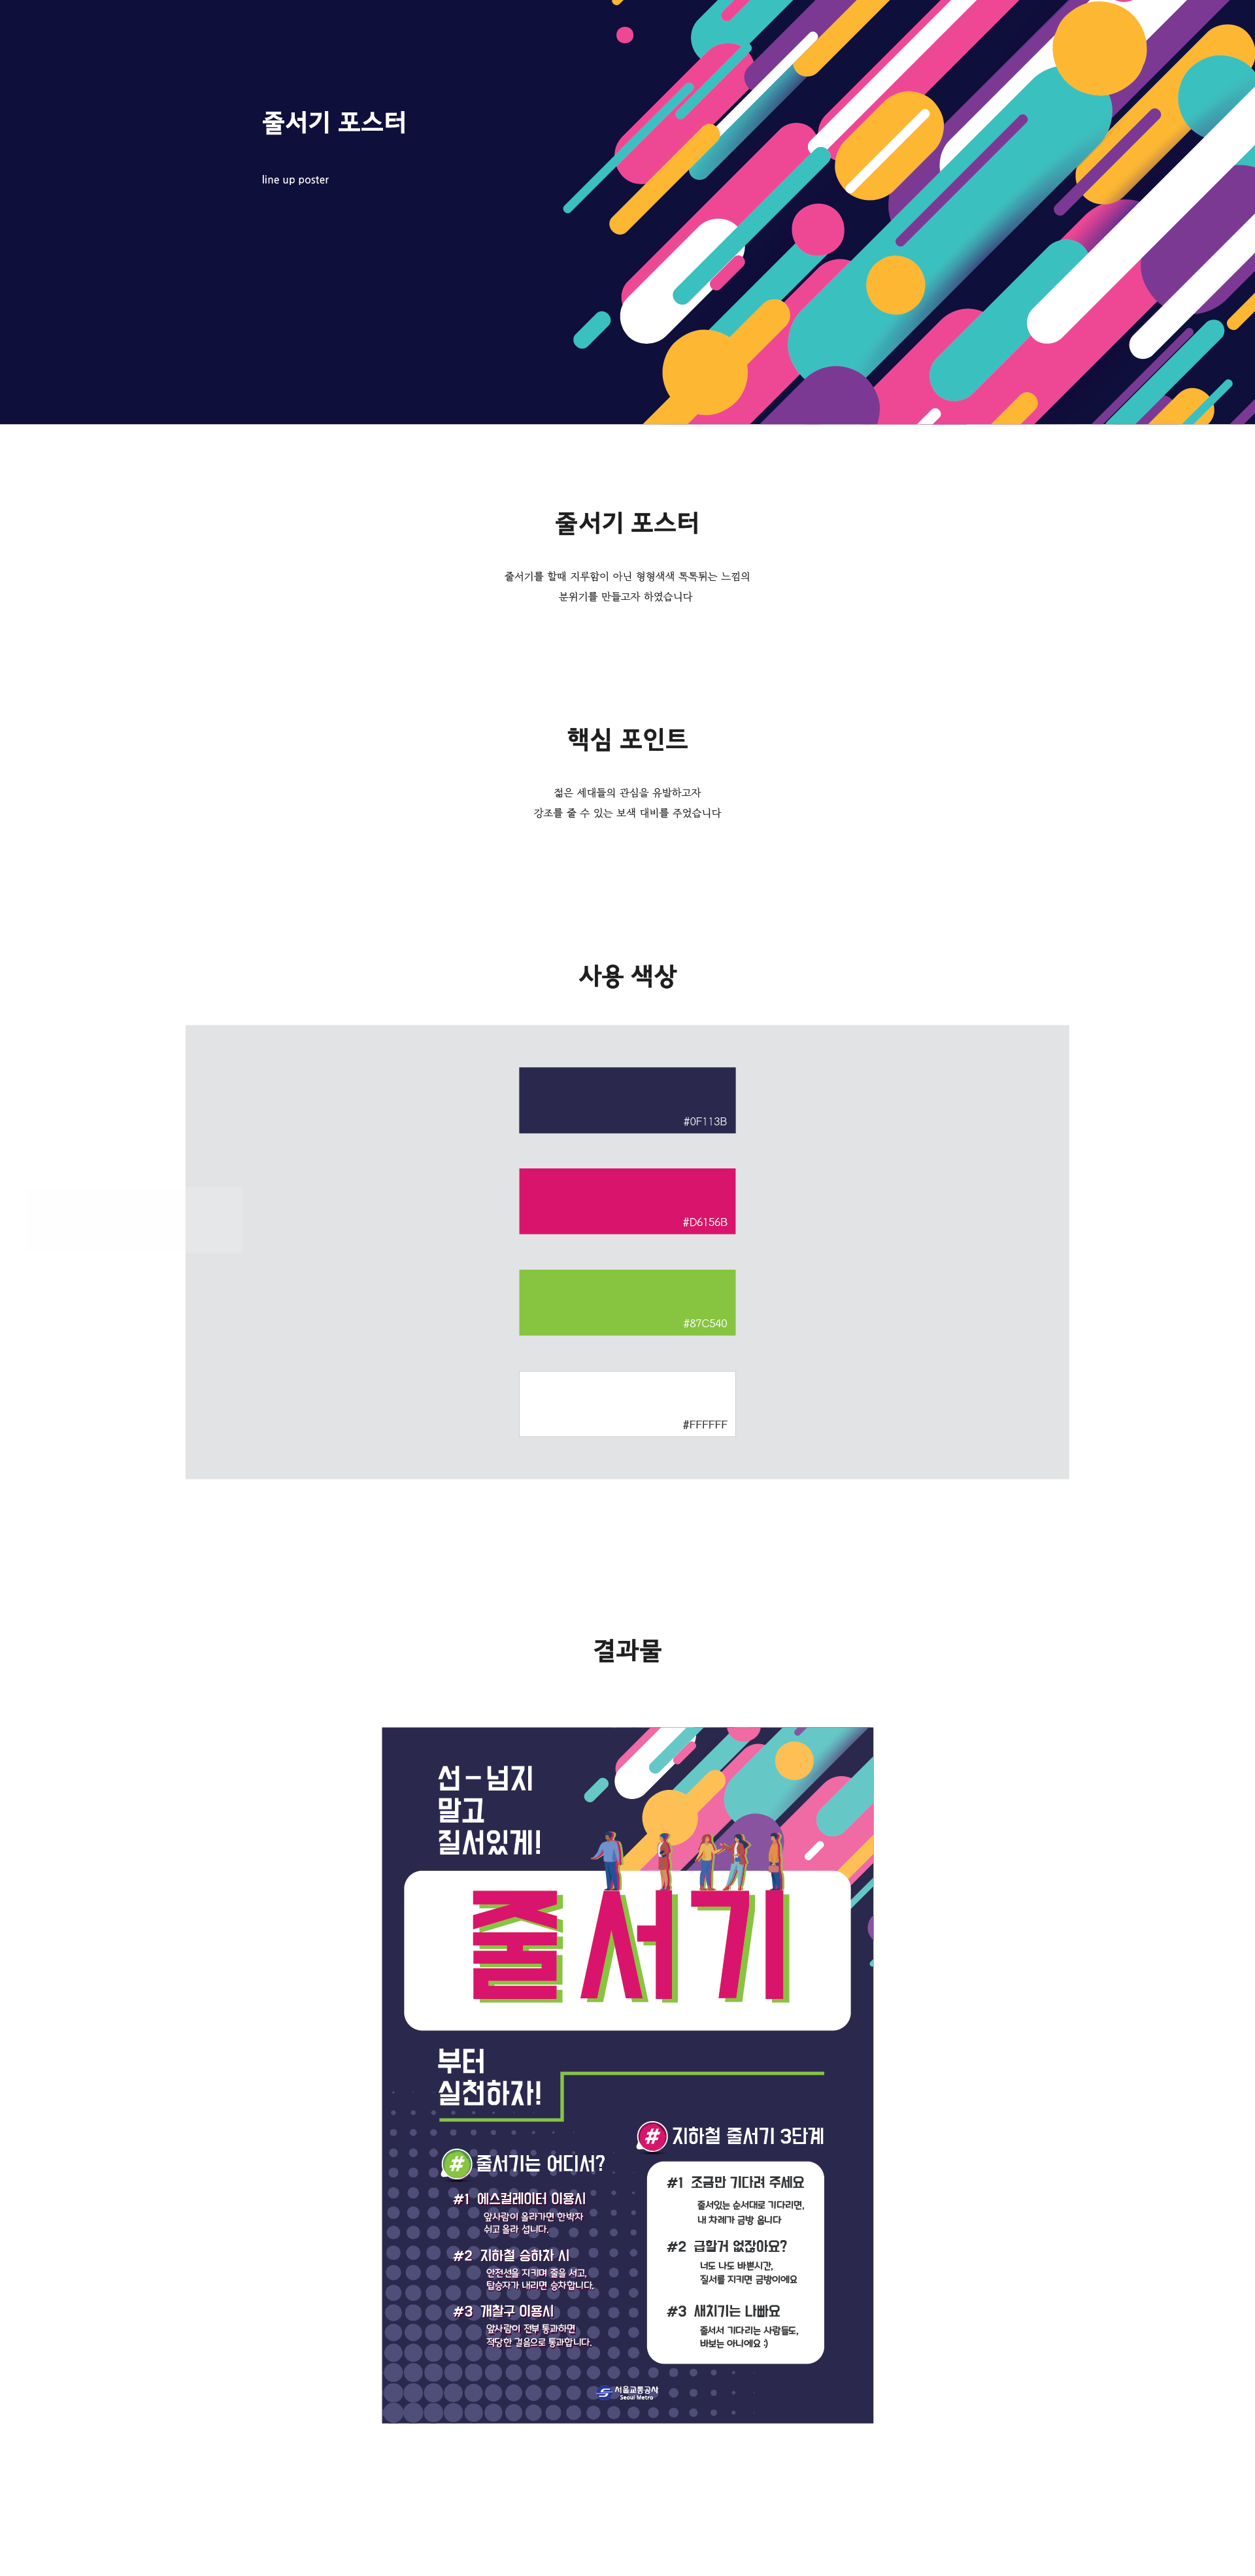 줄서기 포스터
line up poster
줄서기 포스터
줄서기를 할때 지루함이 아닌 형형색색 톡톡튀는 느낌의
분위기를 만들고자 하였습니다
핵심 포인트
젊은 세대들의 관심을 유발하고자
강조를 줄 수 있는 보색 대비를 주었습니다
사용 색상
#0F113B
#D6156B
#87C540
#FFFFFF
결과물
선-넘지
말고
질서있게!
줄서기
부터
실천하자!
# 줄서기는 어디서?
#1 에스컬레이터 이용시
앞사람이 올라가면 한박자
쉬고 올라 섭니다.
#2 지하철 승하차 시
안전선을 지키며 줄을 서고,
탑승자가 내리면 승차합니다.
#3 개찰구 이용시
앞사람이 전부 통과하면
적당한 걸음으로 통과합니다.
# 지하철 줄서기 3단계
#1 조금만 기다려 주세요
줄서있는 순서대로 기다리면,
내 차례가 금방 옵니다
#2 급할거 없잖아요?
너도 나도 바쁜시간,
질서를 지키면 금방이에요
#3 새치기는 나빠요
줄서서 기다리는 사람들도,
바보는 아니에요 :)
서울교통공사
Seoul Metro